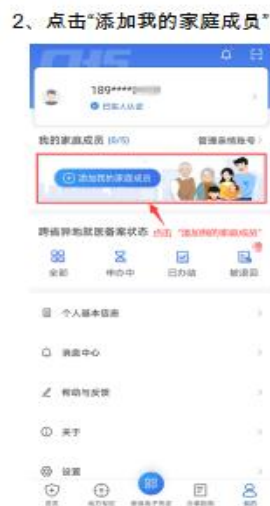 2、点击“添加我的家庭成员”
CHS
189****
已实人认证
我的家庭成员 (0/5) 管理亲情账号
添加我的家庭成员
跨省异地就医备案状态 点击 “添加我的家庭成员”
全部 申办中 已办结 被退回
个人基本信息
消息中心
帮助与反馈
关于
设置